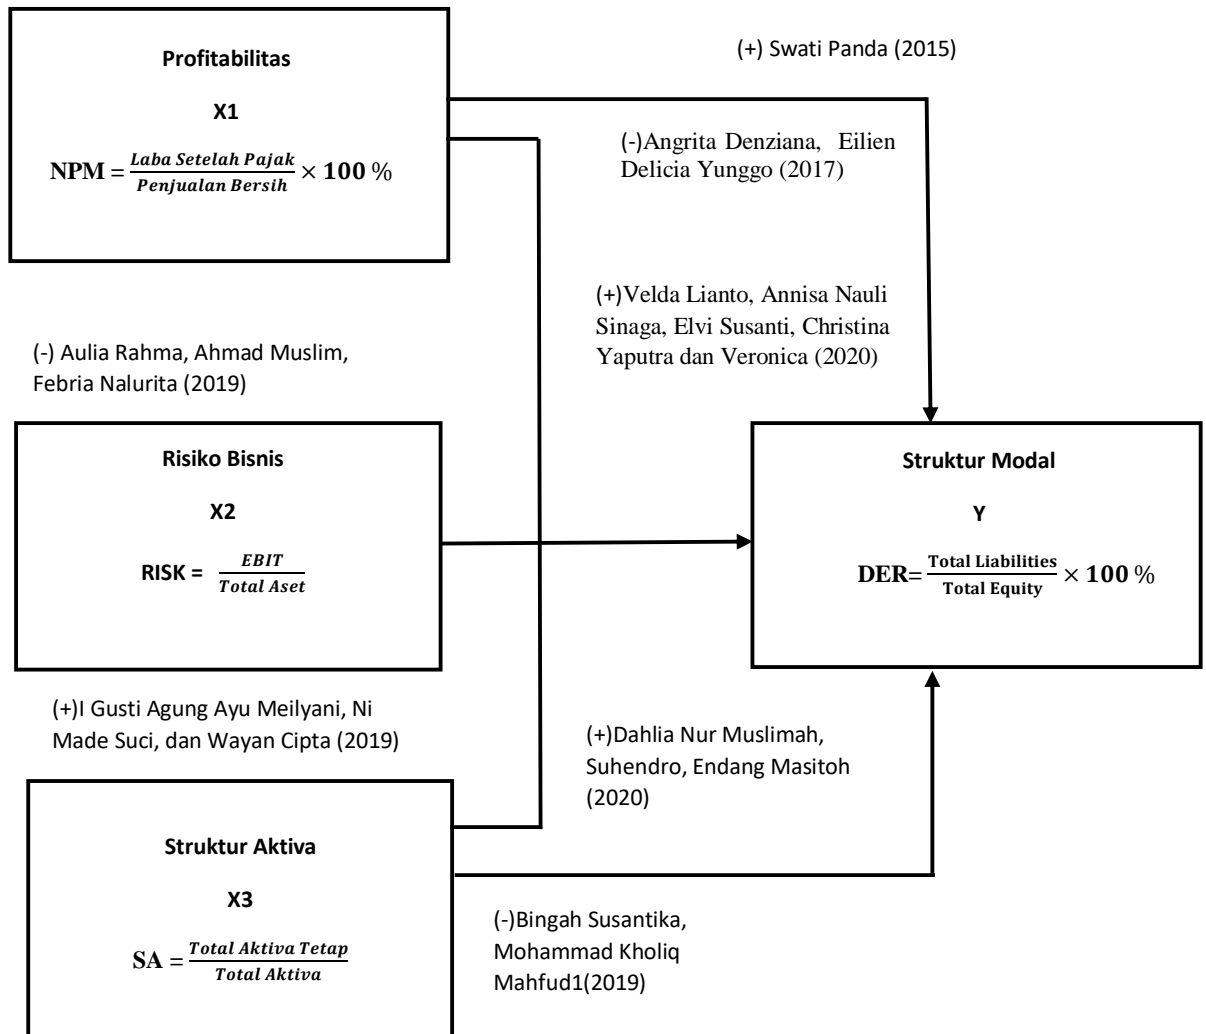 Profitabilitas
X1
NPM = Laba Setelah Pajak / Penjualan Bersih × 100 %
(+) Swati Panda (2015)
(-)Angrita Denziana, Eilien
Delicia Yunggo (2017)
(+)Velda Lianto, Annisa Nauli
Sinaga, Elvi Susanti, Christina
Yaputra dan Veronica (2020)
(-) Aulia Rahma, Ahmad Muslim,
Febria Nalurita (2019)
Risiko Bisnis
X2
RISK = EBIT / Total Aset
Struktur Modal
Y
DER= Total Liabilities / Total Equity × 100 %
(+)I Gusti Agung Ayu Meilyani, Ni
Made Suci, dan Wayan Cipta (2019)
(+)Dahlia Nur Muslimah,
Suhendro, Endang Masitoh
(2020)
Struktur Aktiva
X3
SA = Total Aktiva Tetap / Total Aktiva
(-)Bingah Susantika,
Mohammad Kholiq
Mahfud1(2019)